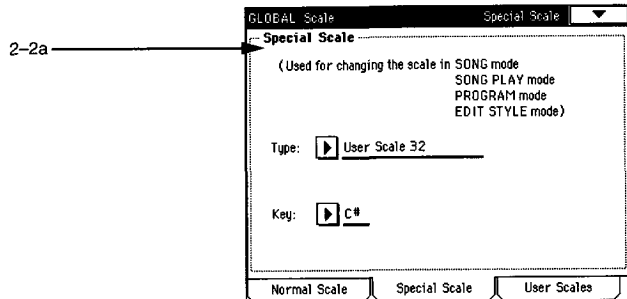 GLOBAL Scale Special Scale
2-2a
Special Scale
(Used for changing the scale in SONG mode
SONG PLAY mode
PROGRAM mode
EDIT STYLE mode)
Type: User Scale 32
Key: C#
Normal Scale Special Scale User Scales